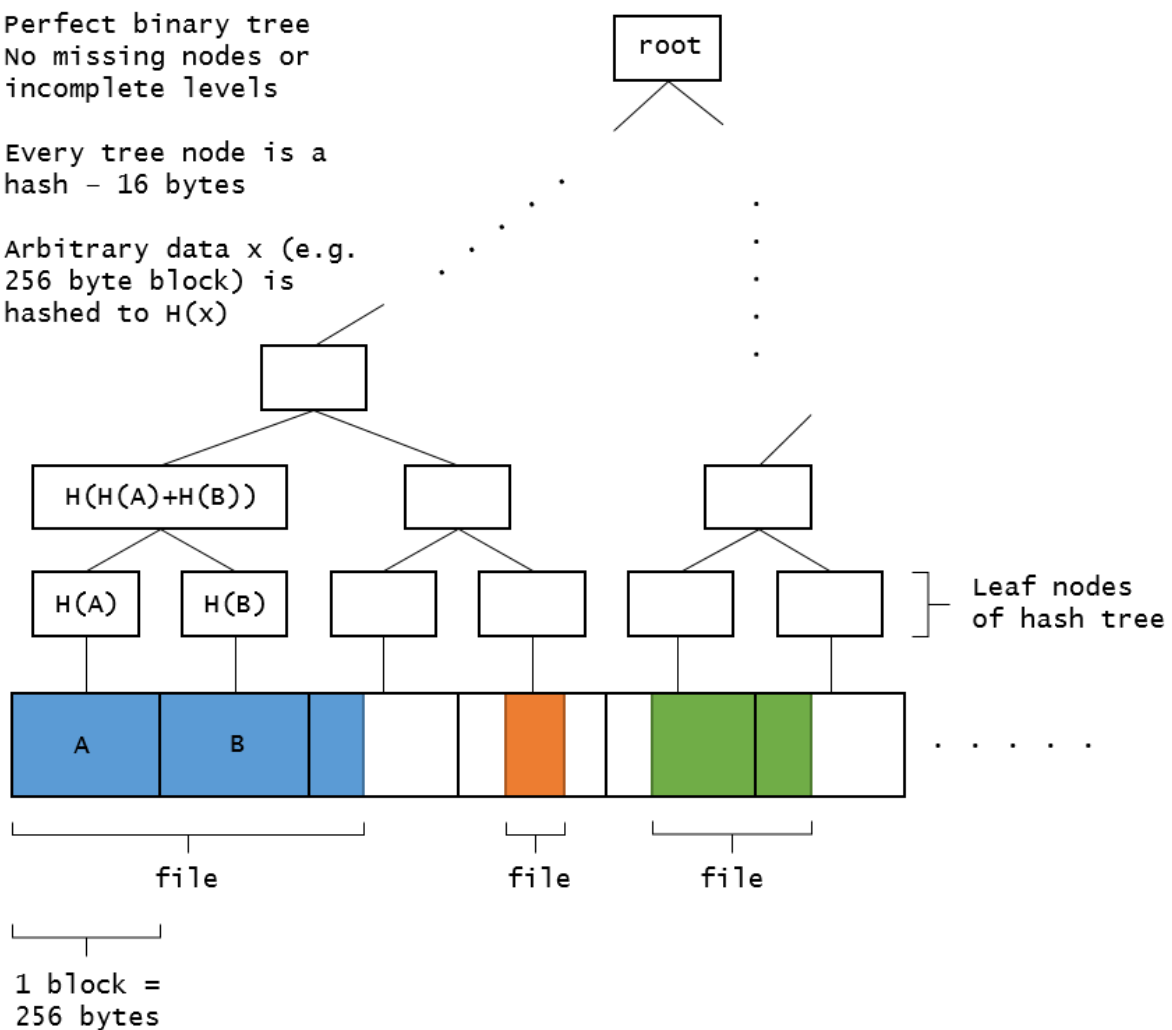 Perfect binary tree
No missing nodes or
incomplete levels
Every tree node is a
hash – 16 bytes
Arbitrary data x (e.g.
256 byte block) is
hashed to H(x)
root
H(H(A)+H(B))
H(A)
H(B)
Leaf nodes
of hash tree
A
B
file
file
file
1 block =
256 bytes